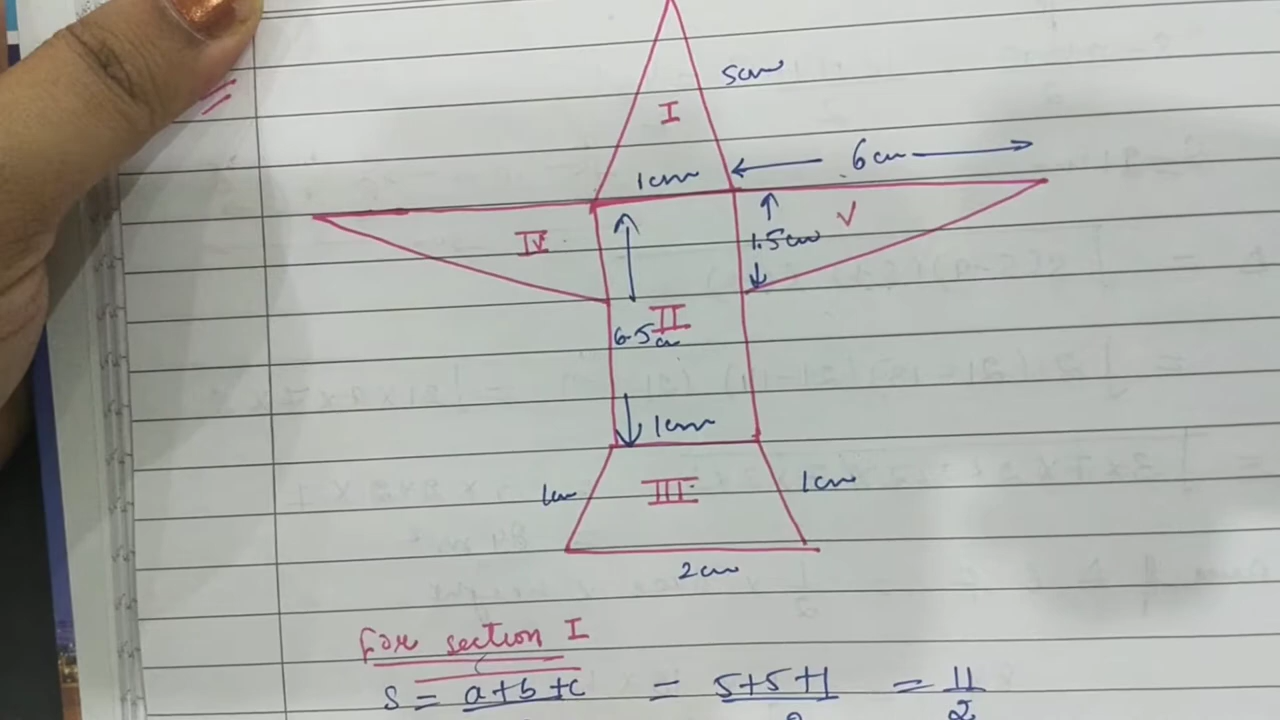 5cm
I
1cm
6cm
IV
1.5cm
V
II
6.5cm
1cm
1cm
III
1cm
2cm
For section I
S = a+b+c = 5+5+1 = 11
2